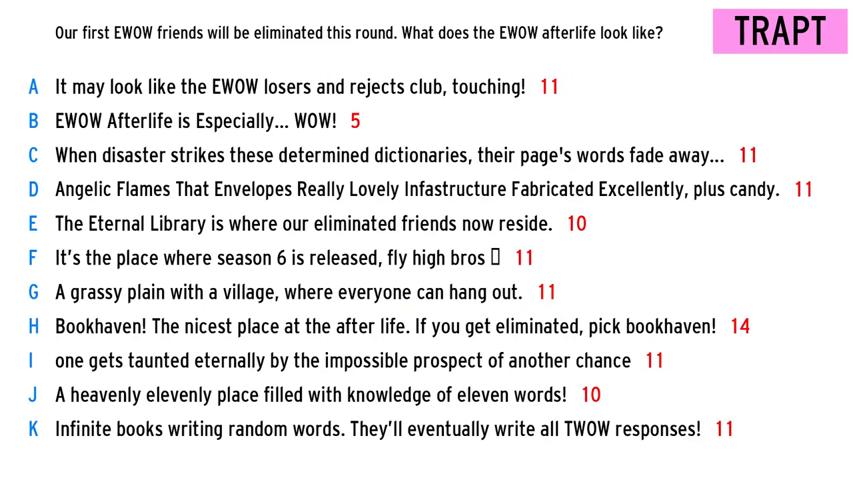 Our first EWOW friends will be eliminated this round. What does the EWOW afterlife look like?
TRAPT
A It may look like the EWOW losers and rejects club, touching! 11
B EWOW Afterlife is Especially... WOW! 5
C When disaster strikes these determined dictionaries, their page's words fade away... 11
D Angelic Flames That Envelopes Really Lovely Infastructure Fabricated Excellently, plus candy. 11
E The Eternal Library is where our eliminated friends now reside. 10
F It's the place where season 6 is released, fly high bros 11
G A grassy plain with a village, where everyone can hang out. 11
H Bookhaven! The nicest place at the after life. If you get eliminated, pick bookhaven! 14
I one gets taunted eternally by the impossible prospect of another chance 11
J A heavenly elevenly place filled with knowledge of eleven words! 10
K Infinite books writing random words. They'll eventually write all TWOW responses! 11